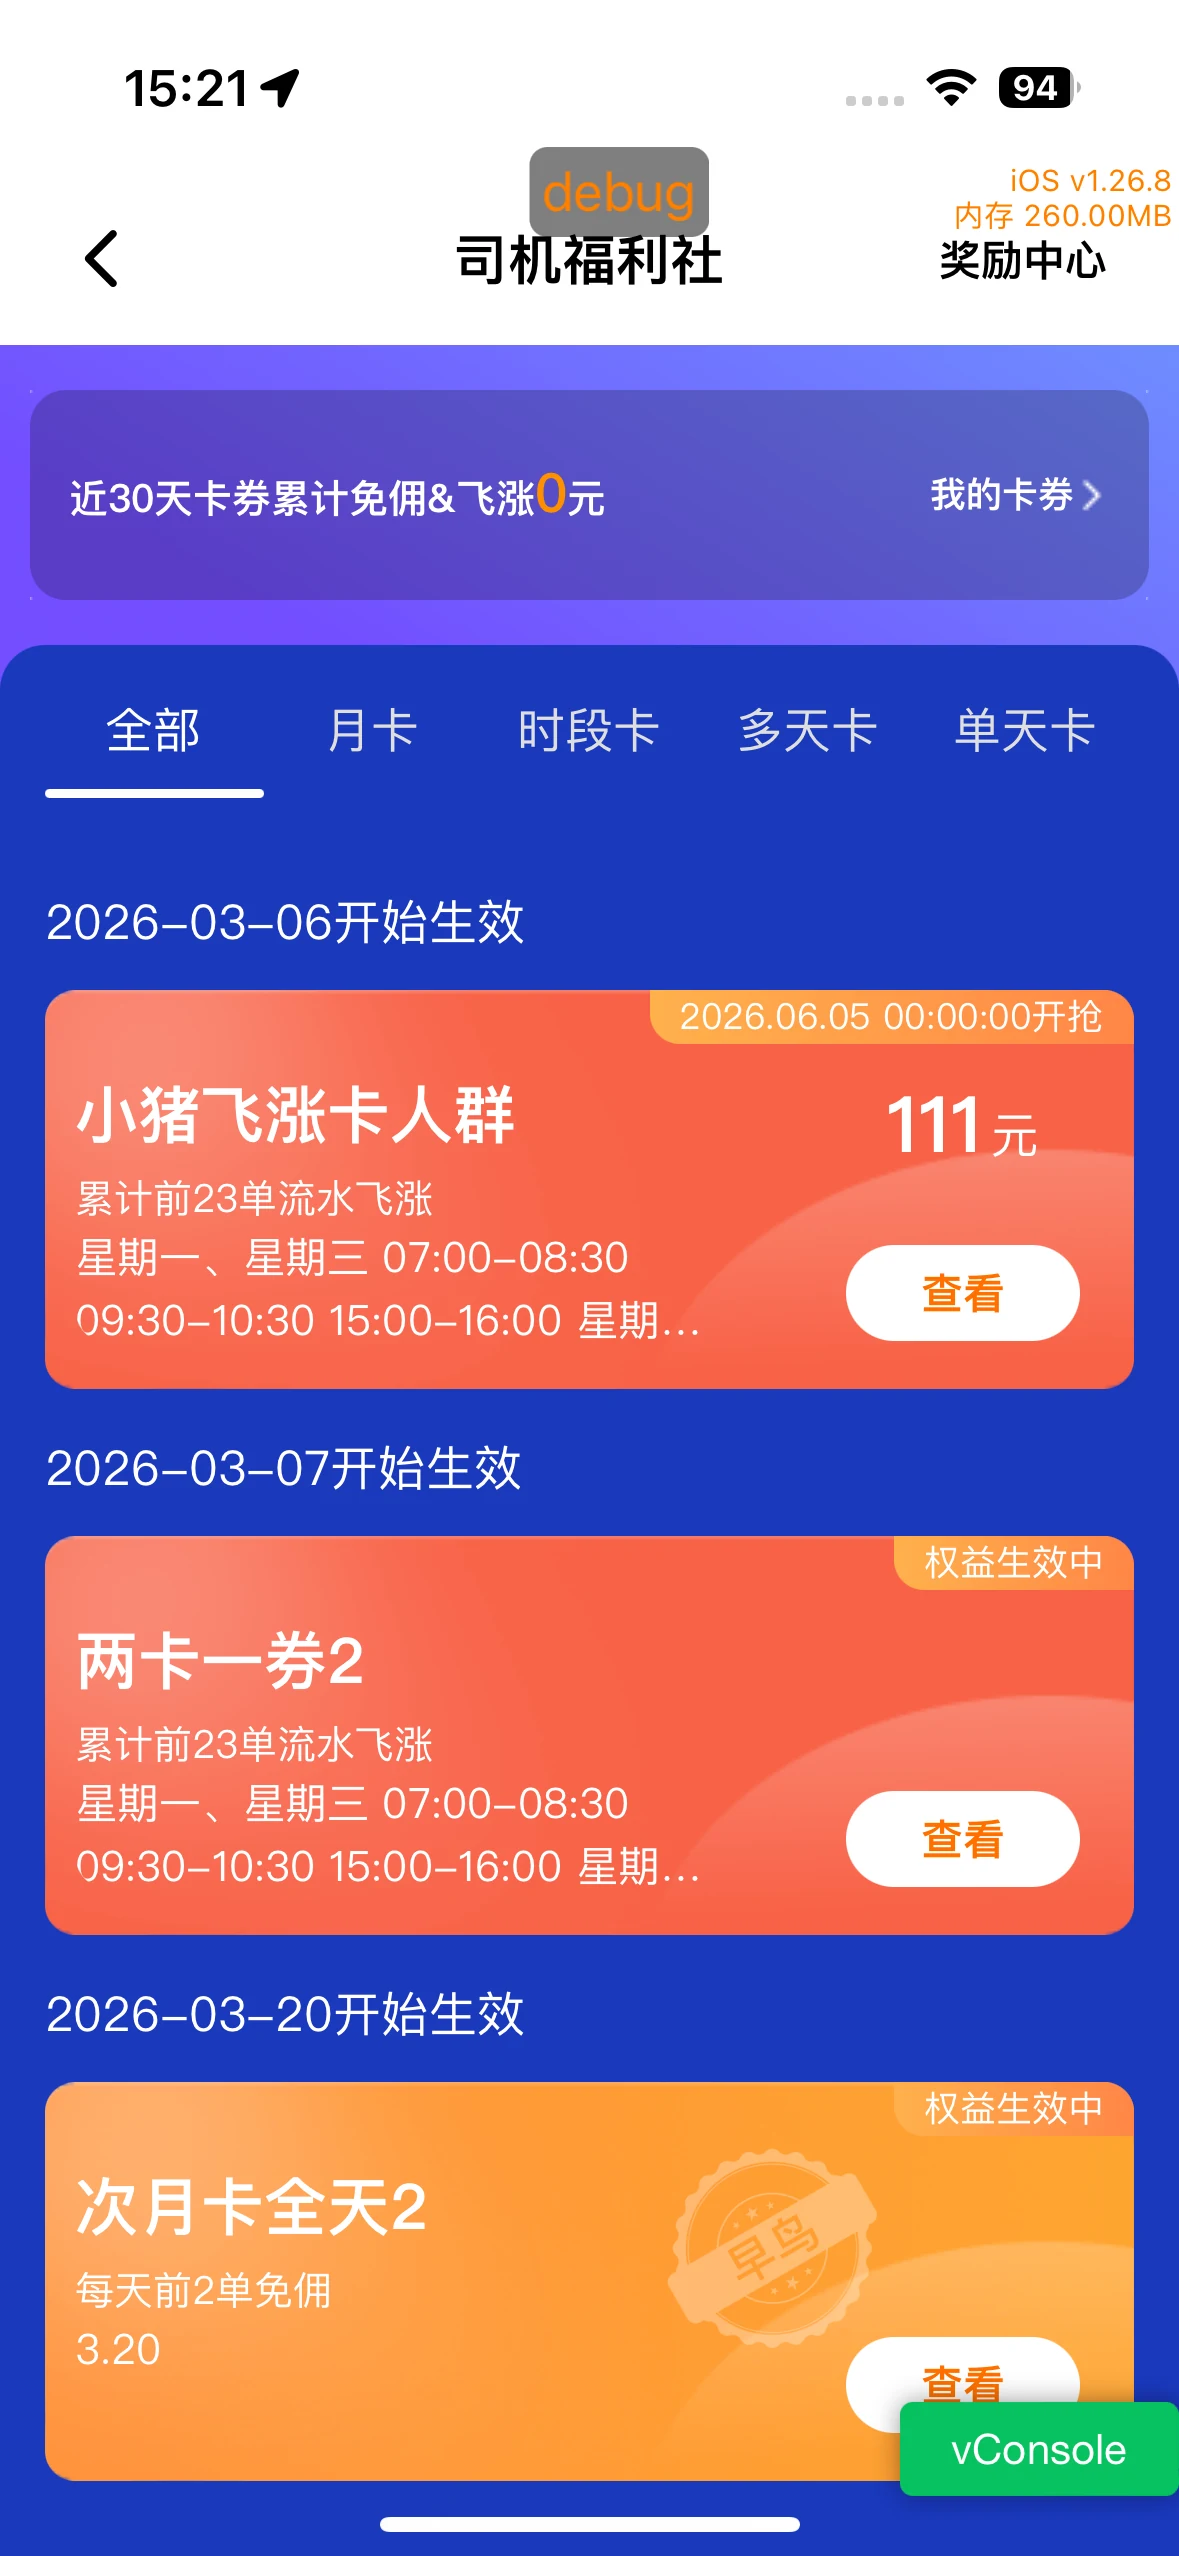 15:21
94
debug
iOS v1.26.8
内存 260.00MB
司机福利社
奖励中心
近30天卡券累计免佣&飞涨0元
我的卡券
全部 月卡 时段卡 多天卡 单天卡
2026-03-06开始生效
2026.06.05 00:00:00开抢
小猪飞涨卡人群
111元
累计前23单流水飞涨
星期一、星期三 07:00-08:30
09:30-10:30 15:00-16:00 星期...
查看
2026-03-07开始生效
权益生效中
两卡一券2
累计前23单流水飞涨
星期一、星期三 07:00-08:30
09:30-10:30 15:00-16:00 星期...
查看
2026-03-20开始生效
权益生效中
次月卡全天2
早鸟
每天前2单免佣
3.20
查看
vConsole